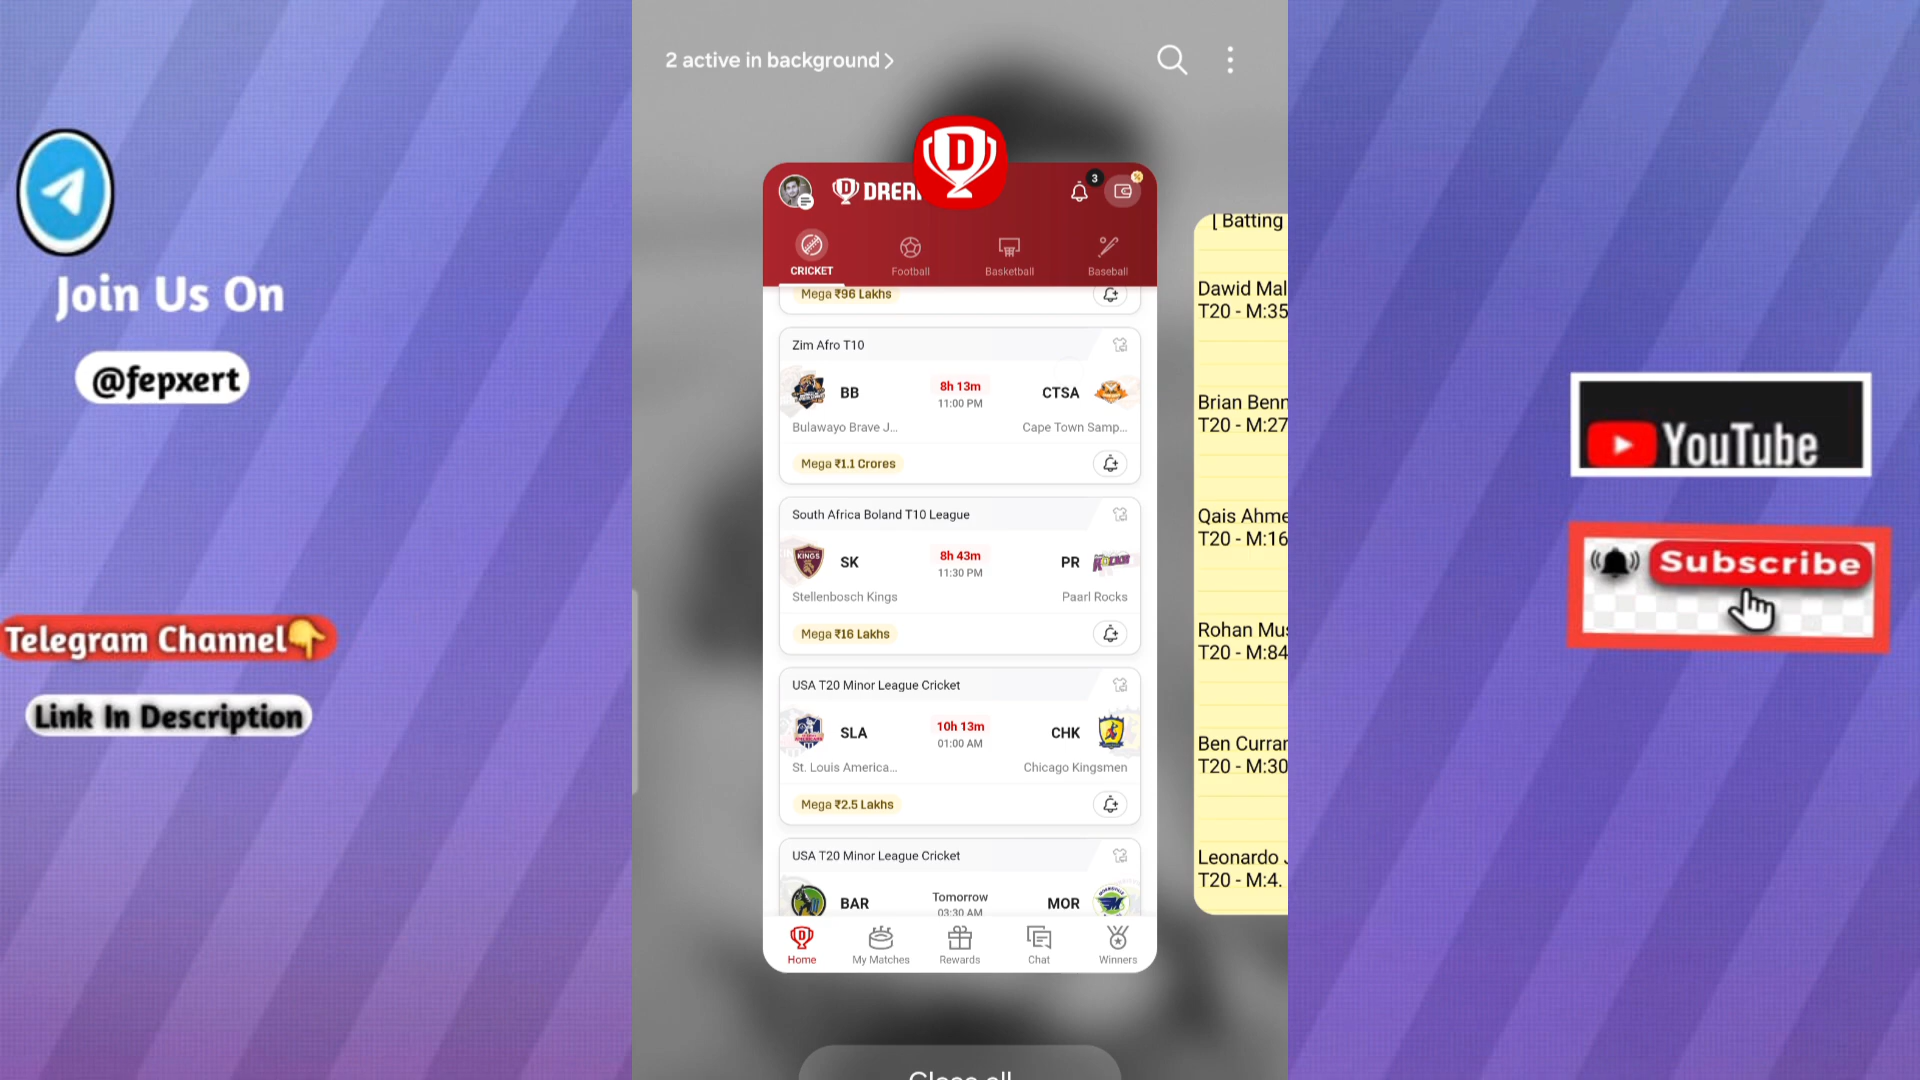 Join Us On
@fepxert
Telegram Channel
Link In Description
2 active in background
D
D DREA
3
CRICKET
Football
Basketball
Baseball
Mega ₹96 Lakhs
Zim Afro T10
BB
8h 13m
11:00 PM
CTSA
Bulawayo Brave J...
Cape Town Samp...
Mega ₹1.1 Crores
South Africa Boland T10 League
KINGS
SK
8h 43m
11:30 PM
PR
Stellenbosch Kings
Paarl Rocks
Mega ₹16 Lakhs
USA T20 Minor League Cricket
SLA
10h 13m
01:00 AM
CHK
St. Louis America...
Chicago Kingsmen
Mega ₹2.5 Lakhs
USA T20 Minor League Cricket
BAR
Tomorrow
03:30 AM
MOR
Home
My Matches
Rewards
Chat
Winners
Close all
[ Batting
Dawid Mal
T20 - M:35
Brian Benn
T20 - M:27
Qais Ahme
T20 - M:16
Rohan Mus
T20 - M:84
Ben Curran
T20 - M:30
Leonardo J
T20 - M:4.
YouTube
Subscribe